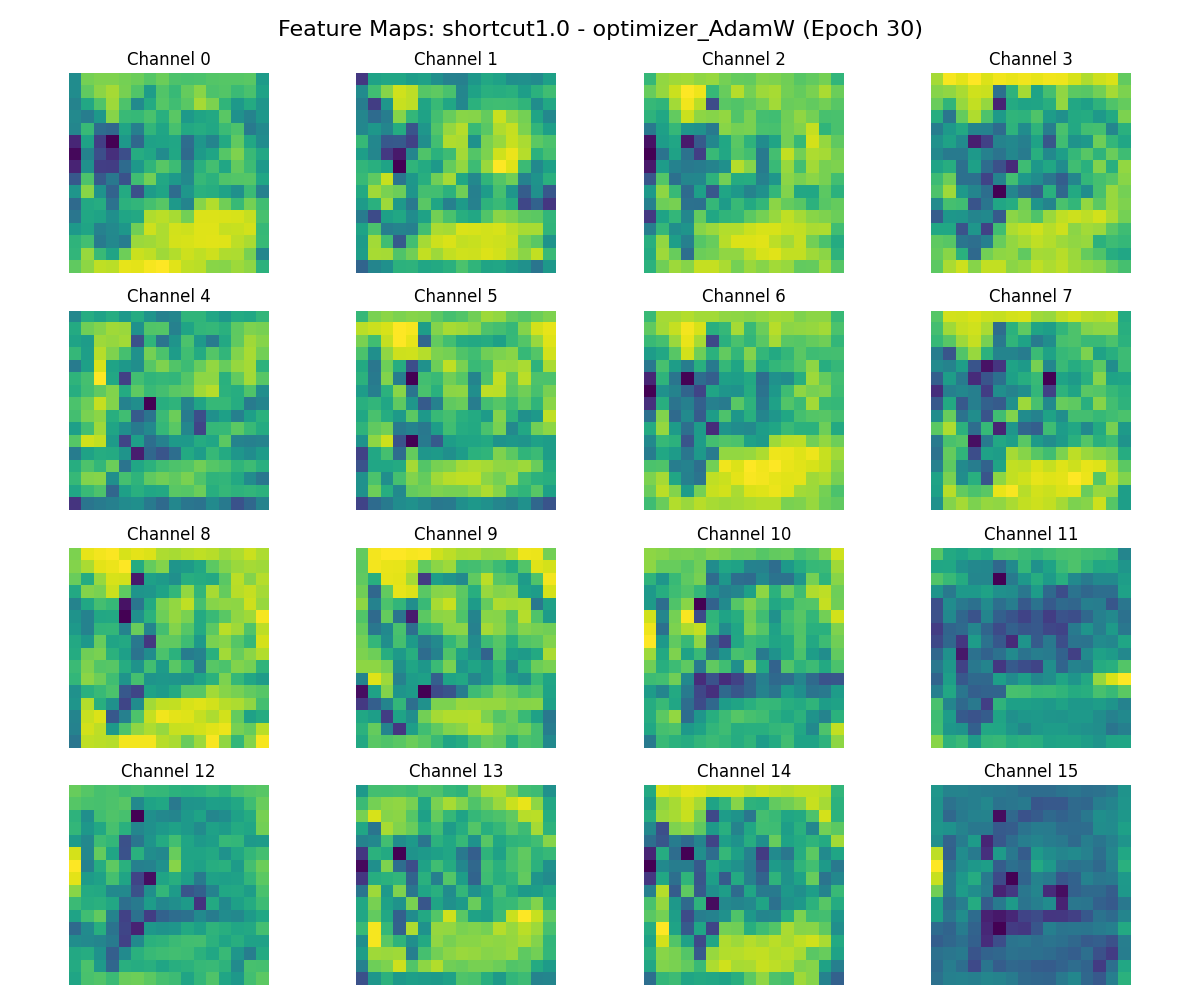 Feature Maps: shortcut1.0 - optimizer_AdamW (Epoch 30)
Channel 0
Channel 1
Channel 2
Channel 3
Channel 4
Channel 5
Channel 6
Channel 7
Channel 8
Channel 9
Channel 10
Channel 11
Channel 12
Channel 13
Channel 14
Channel 15